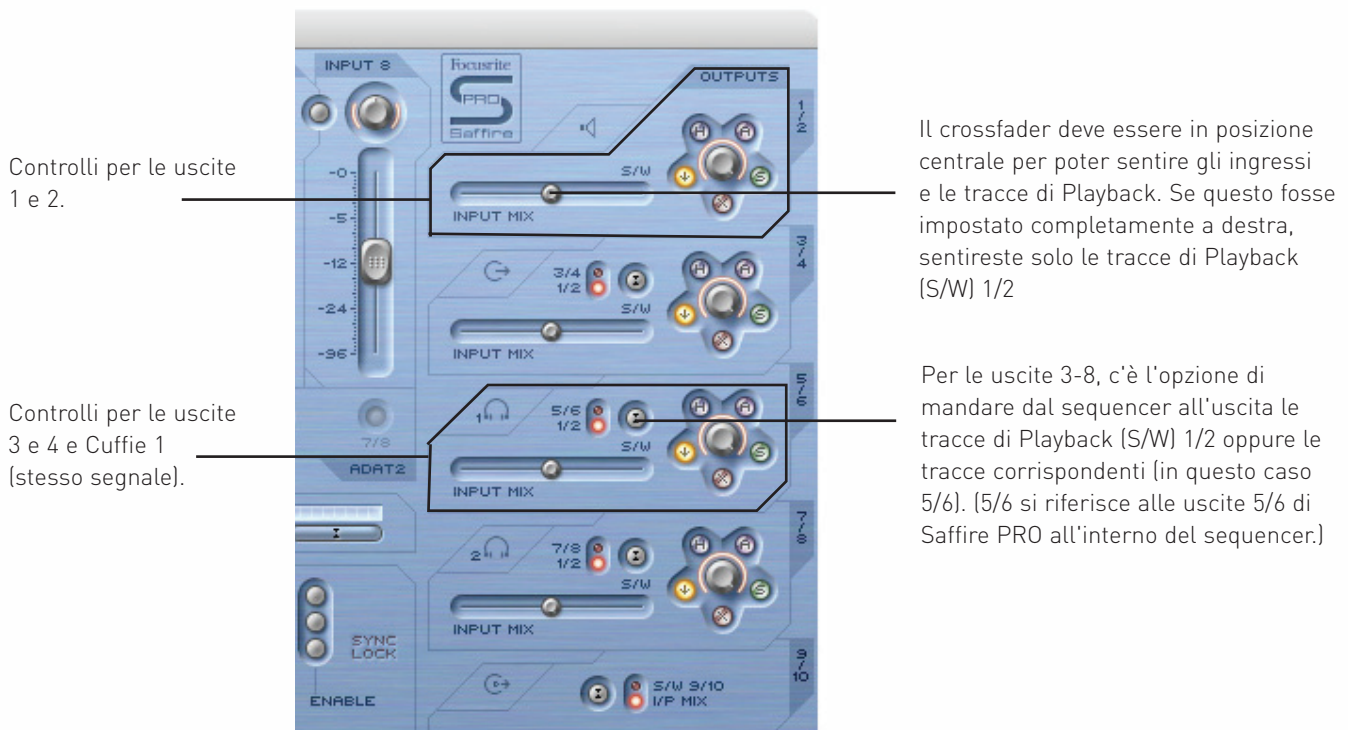 Controlli per le uscite
1 e 2.
Controlli per le uscite
3 e 4 e Cuffie 1
(stesso segnale).
INPUT 8
-0
-5
-12
-24
-96
7/8
ADAT2
SYNC
LOCK
ENABLE
Focusrite
PRO
Saffire
OUTPUTS
1/2
S/W
INPUT MIX
H A
S
3/4
3/4
1/2
S/W
INPUT MIX
H A
S
5/6
1
5/6
1/2
S/W
INPUT MIX
H A
S
7/8
2
7/8
1/2
S/W
INPUT MIX
H A
S
9/10
S/W 9/10
I/P MIX
Il crossfader deve essere in posizione
centrale per poter sentire gli ingressi
e le tracce di Playback. Se questo fosse
impostato completamente a destra,
sentireste solo le tracce di Playback
(S/W) 1/2
Per le uscite 3-8, c'è l'opzione di
mandare dal sequencer all'uscita le
tracce di Playback (S/W) 1/2 oppure le
tracce corrispondenti (in questo caso
5/6). (5/6 si riferisce alle uscite 5/6 di
Saffire PRO all'interno del sequencer.)